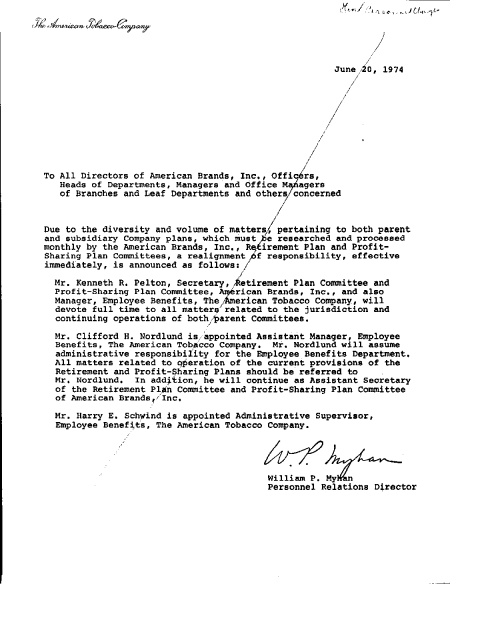 The American Tobacco Company
June 20, 1974
To All Directors of American Brands, Inc., Officers,
Heads of Departments, Managers and Office Managers
of Branches and Leaf Departments and others concerned
Due to the diversity and volume of matters, pertaining to both parent
and subsidiary Company plans, which must be researched and processed
monthly by the American Brands, Inc., Retirement Plan and Profit-
Sharing Plan Committees, a realignment of responsibility, effective
immediately, is announced as follows:
Mr. Kenneth R. Pelton, Secretary, Retirement Plan Committee and
Profit-Sharing Plan Committee, American Brands, Inc., and also
Manager, Employee Benefits, The American Tobacco Company, will
devote full time to all matters related to the jurisdiction and
continuing operations of both parent Committees.
Mr. Clifford H. Nordlund is appointed Assistant Manager, Employee
Benefits, The American Tobacco Company. Mr. Nordlund will assume
administrative responsibility for the Employee Benefits Department.
All matters related to operation of the current provisions of the
Retirement and Profit-Sharing Plans should be referred to
Mr. Nordlund. In addition, he will continue as Assistant Secretary
of the Retirement Plan Committee and Profit-Sharing Plan Committee
of American Brands, Inc.
Mr. Harry E. Schwind is appointed Administrative Supervisor,
Employee Benefits, The American Tobacco Company.
W. P. Myhan
William P. Myhan
Personnel Relations Director